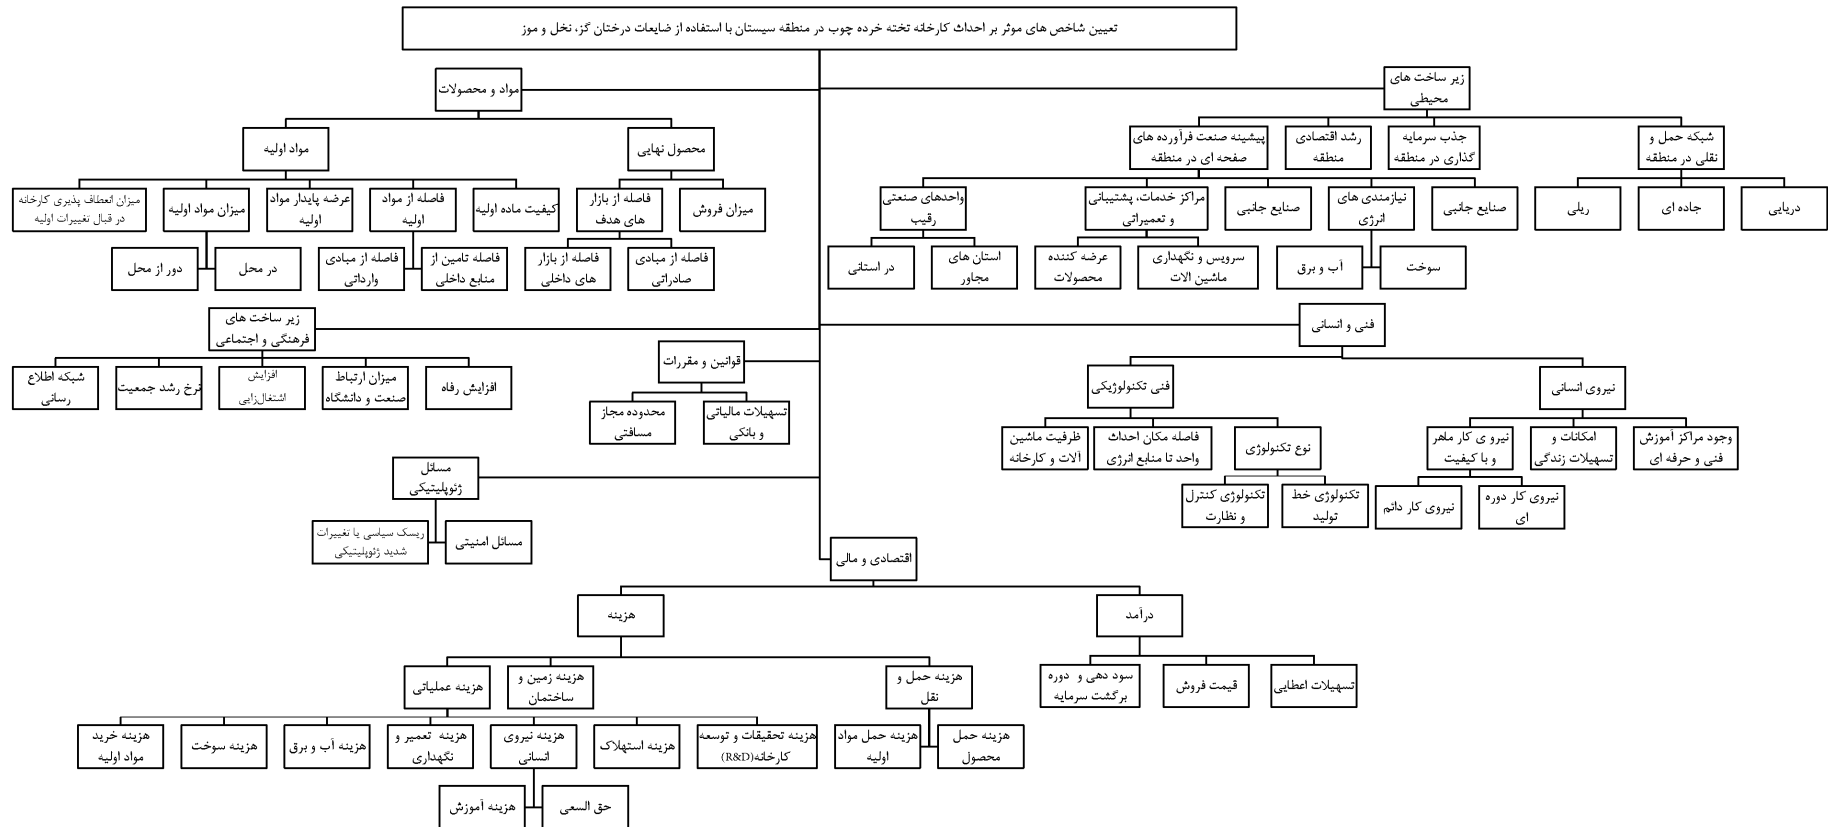 تعیین شاخص های موثر بر احداث کارخانه تخته خرده چوب در منطقه سیستان با استفاده از ضایعات درختان گز، نخل و موز
زیر ساخت های
محیطی
شبکه حمل و
نقلی در منطقه
جذب سرمایه
گذاری در منطقه
رشد اقتصادی
منطقه
پیشینه صنعت فرآورده های
صفحه ای در منطقه
دریایی
جاده ای
ریلی
صنایع جانبی
نیازمندی های
انرژی
صنایع جانبی
مراکز خدمات، پشتیبانی
و تعمیراتی
واحدهای صنعتی
رقیب
سوخت
آب و برق
سرویس و نگهداری
ماشین الات
عرضه کننده
محصولات
استان های
مجاور
در استانی
مواد و محصولات
محصول نهایی
مواد اولیه
میزان فروش
فاصله از بازار
های هدف
کیفیت ماده اولیه
فاصله از مواد
اولیه
عرضه پایدار مواد
اولیه
میزان مواد اولیه
میزان انعطاف پذیری کارخانه
در قبال تغییرات اولیه
فاصله از مبادی
صادراتی
فاصله از بازار
های داخلی
فاصله تامین از
منابع داخلی
فاصله از مبادی
وارداتی
در محل
دور از محل
فنی و انسانی
نیروی انسانی
فنی تکنولوژیکی
وجود مراکز آموزش
فنی و حرفه ای
امکانات و
تسهیلات زندگی
نیرو ی کار ماهر
و با کیفیت
نوع تکنولوژی
فاصله مکان احداث
واحد تا منابع انرژی
ظرفیت ماشین
آلات و کارخانه
نیروی کار دوره
ای
نیروی کار دائم
تکنولوژی خط
تولید
تکنولوژی کنترل
و نظارت
زیر ساخت های
فرهنگی و اجتماعی
افزایش رفاه
میزان ارتباط
صنعت و دانشگاه
افزایش
اشتغال‌زایی
نرخ رشد جمعیت
شبکه اطلاع
رسانی
قوانین و مقررات
تسهیلات مالیاتی
و بانکی
محدوده مجاز
مسافتی
مسائل
ژئوپلیتیکی
مسائل امنیتی
ریسک سیاسی یا تغییرات
شدید ژئوپلیتیکی
اقتصادی و مالی
درآمد
هزینه
تسهیلات اعطایی
قیمت فروش
سود دهی و دوره
برگشت سرمایه
هزینه حمل و
نقل
هزینه زمین و
ساختمان
هزینه عملیاتی
هزینه حمل
محصول
هزینه حمل مواد
اولیه
هزینه تحقیقات و توسعه
کارخانه(R&D)
هزینه استهلاک
هزینه نیروی
انسانی
هزینه تعمیر و
نگهداری
هزینه آب و برق
هزینه سوخت
هزینه خرید
مواد اولیه
حق السعی
هزینه آموزش